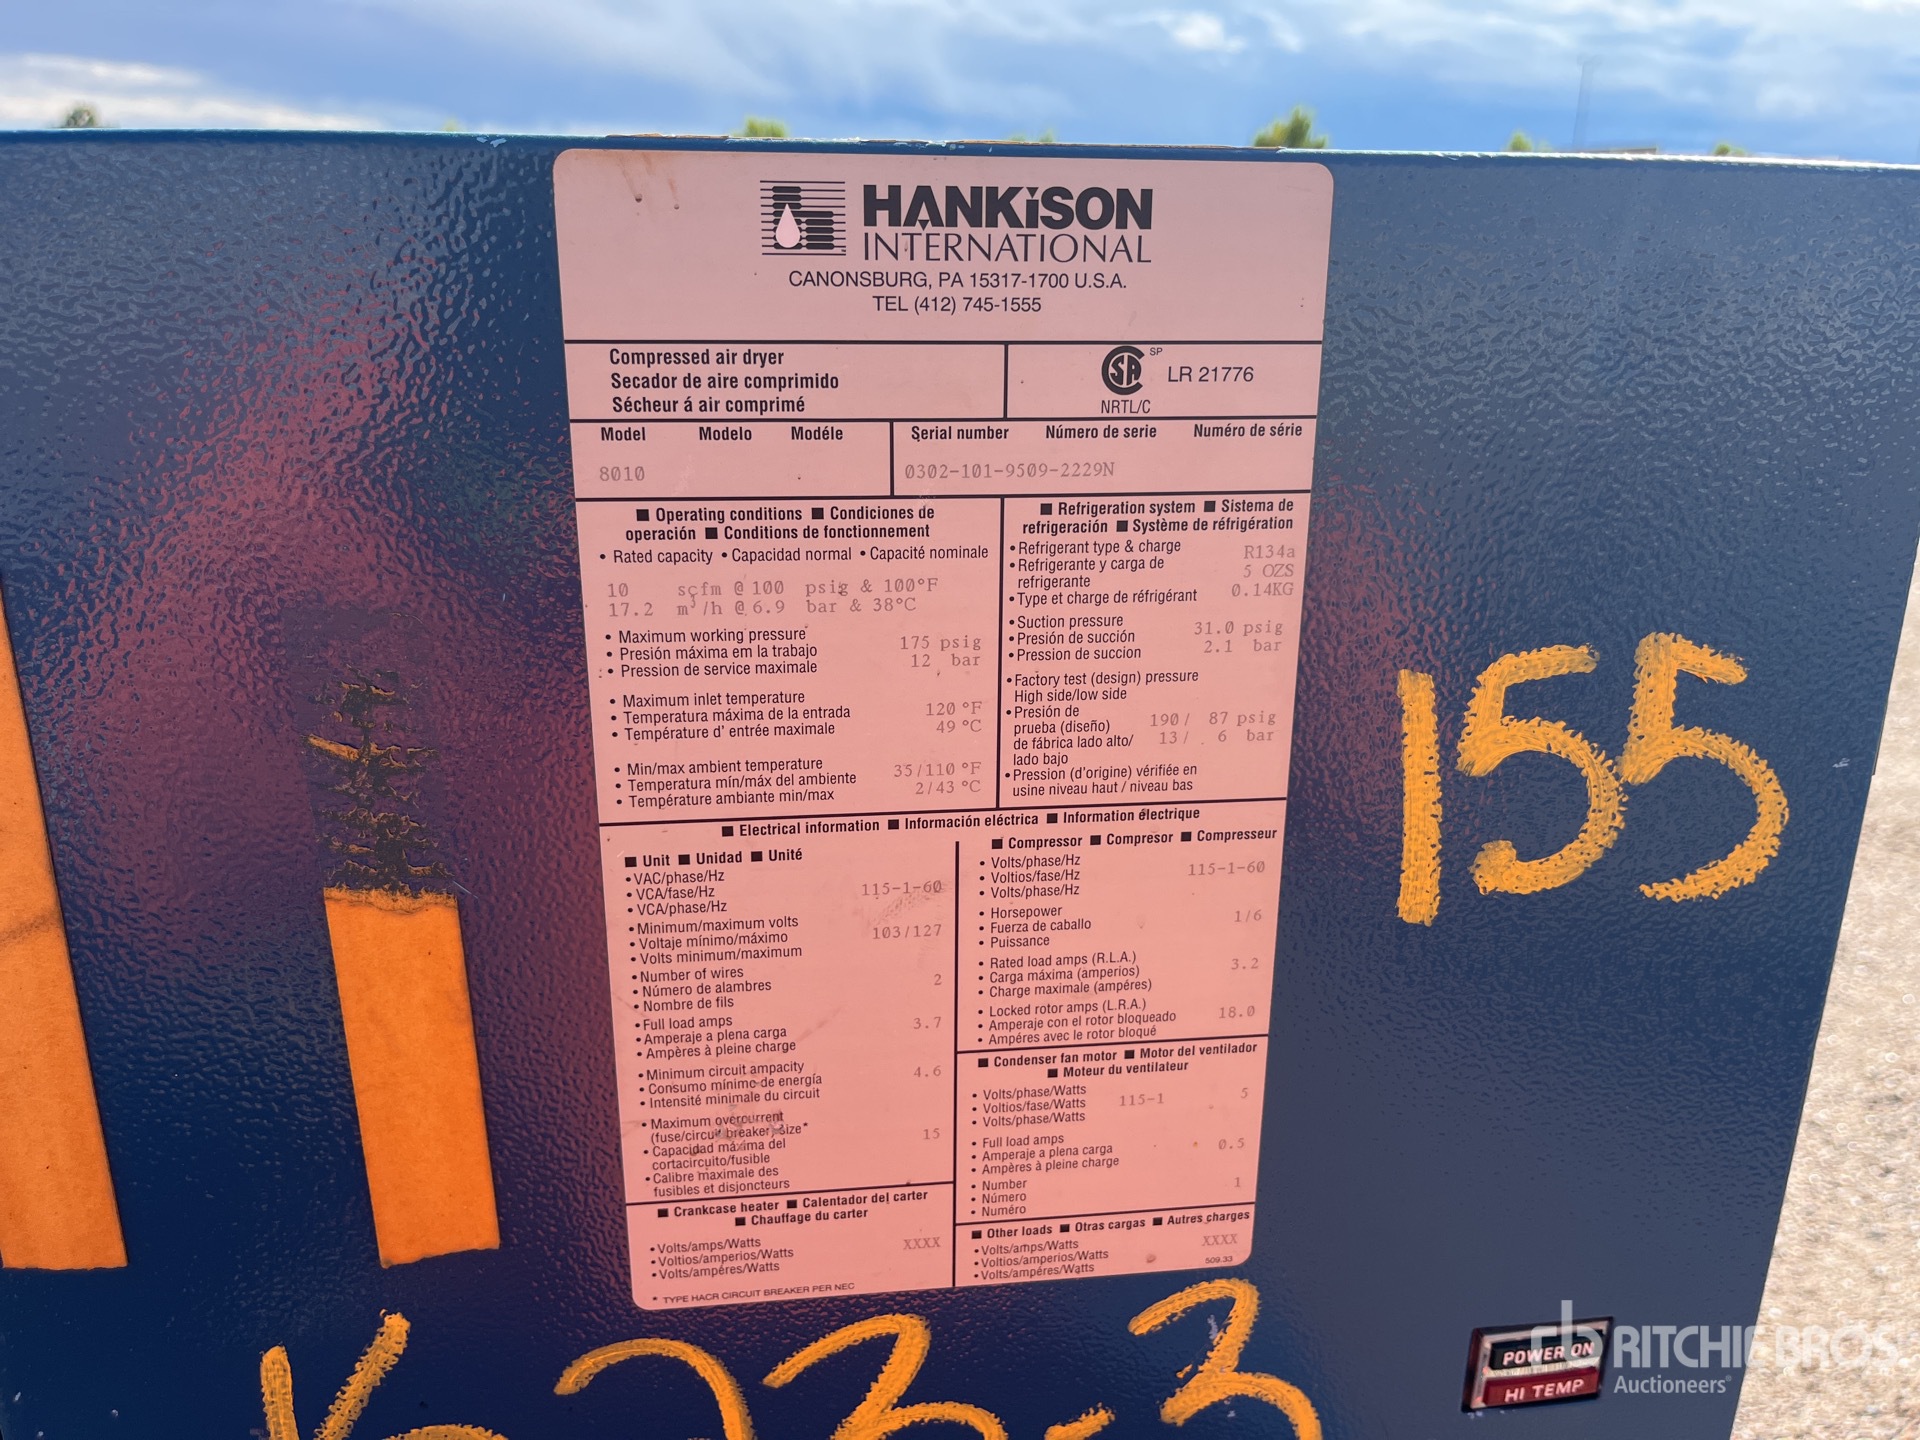 HANKiSON
INTERNATIONAL
CANONSBURG, PA 15317-1700 U.S.A.
TEL (412) 745-1555
Compressed air dryer
Secador de aire comprimido
Sécheur á air comprimé
SP
LR 21776
NRTL/C
Model Modelo Modéle
8010
Serial number Número de serie Numéro de série
0302-101-9509-2229N
■ Operating conditions ■ Condiciones de
operación ■ Conditions de fonctionnement
• Rated capacity • Capacidad normal • Capacité nominale
10 scfm @ 100 psig & 100°F
17.2 m³/h @ 6.9 bar & 38°C
• Maximum working pressure 175 psig
• Presión máxima em la trabajo 12 bar
• Pression de service maximale
• Maximum inlet temperature
• Temperatura máxima de la entrada 120 °F
• Température d' entrée maximale 49 °C
• Min/max ambient temperature 35/110 °F
• Temperatura mín/máx del ambiente 2/43 °C
• Température ambiante min/max
■ Refrigeration system ■ Sistema de
refrigeración ■ Système de réfrigération
• Refrigerant type & charge R134a
• Refrigerante y carga de 5 OZS
refrigerante 0.14KG
• Type et charge de réfrigérant
• Suction pressure 31.0 psig
• Presión de succión 2.1 bar
• Pression de succion
• Factory test (design) pressure
High side/low side
• Presión de 190/ 87 psig
prueba (diseño) 13/ 6 bar
de fábrica lado alto/
lado bajo
• Pression (d'origine) vérifiée en
usine niveau haut / niveau bas
■ Electrical information ■ Información eléctrica ■ Information électrique
■ Unit ■ Unidad ■ Unité
• VAC/phase/Hz
• VCA/fase/Hz 115-1-60
• VCA/phase/Hz
• Minimum/maximum volts
• Voltaje mínimo/máximo 103/127
• Volts minimum/maximum
• Number of wires
• Número de alambres 2
• Nombre de fils
• Full load amps 3.7
• Amperaje a plena carga
• Ampères à pleine charge
• Minimum circuit ampacity 4.6
• Consumo mínimo de energía
• Intensité minimale du circuit
• Maximum overcurrent
(fuse/circuit breaker) size* 15
• Capacidad máxima del
cortacircuito/fusible
• Calibre maximale des
fusibles et disjoncteurs
■ Crankcase heater ■ Calentador del carter
■ Chauffage du carter
• Volts/amps/Watts XXXX
• Voltios/amperios/Watts
• Volts/ampéres/Watts
* TYPE HACR CIRCUIT BREAKER PER NEC
■ Compressor ■ Compresor ■ Compresseur
• Volts/phase/Hz
• Voltios/fase/Hz 115-1-60
• Volts/phase/Hz
• Horsepower 1/6
• Fuerza de caballo
• Puissance
• Rated load amps (R.L.A.) 3.2
• Carga máxima (amperios)
• Charge maximale (ampéres)
• Locked rotor amps (L.R.A.)
• Amperaje con el rotor bloqueado 18.0
• Ampéres avec le rotor bloqué
■ Condenser fan motor ■ Motor del ventilador
■ Moteur du ventilateur
• Volts/phase/Watts
• Voltios/fase/Watts 115-1 5
• Volts/phase/Watts
• Full load amps 0.5
• Amperaje a plena carga
• Ampères à pleine charge
• Number 1
• Número
• Numéro
■ Other loads ■ Otras cargas ■ Autres charges
• Volts/amps/Watts XXXX
• Voltios/amperios/Watts
• Volts/ampéres/Watts
509.33
155
POWER ON
HI TEMP
rb RITCHIE BROS.
Auctioneers